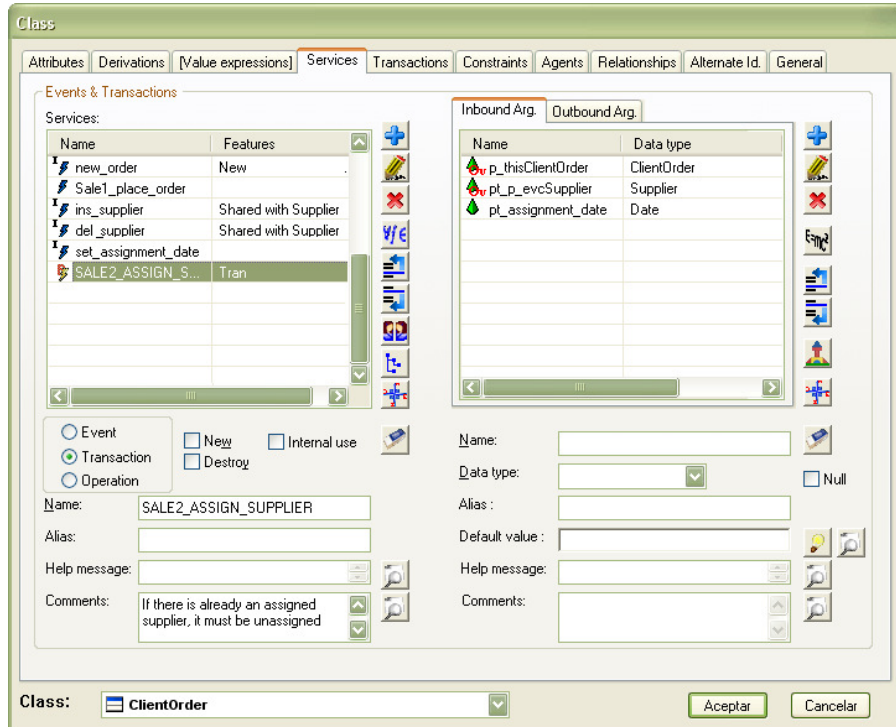 Class
Attributes Derivations [Value expressions] Services Transactions Constraints Agents Relationships Alternate Id. General
Events & Transactions
Services:
Name Features
new_order New
Sale1_place_order
ins_supplier Shared with Supplier
del_supplier Shared with Supplier
set_assignment_date
SALE2_ASSIGN_S... Tran
Event
Transaction
Operation
New
Destroy
Internal use
Name: SALE2_ASSIGN_SUPPLIER
Alias:
Help message:
Comments: If there is already an assigned
supplier, it must be unassigned
Inbound Arg. Outbound Arg.
Name Data type
p_thisClientOrder ClientOrder
pt_p_evcSupplier Supplier
pt_assignment_date Date
Name:
Data type: Null
Alias :
Default value :
Help message:
Comments:
Class: ClientOrder
Aceptar Cancelar